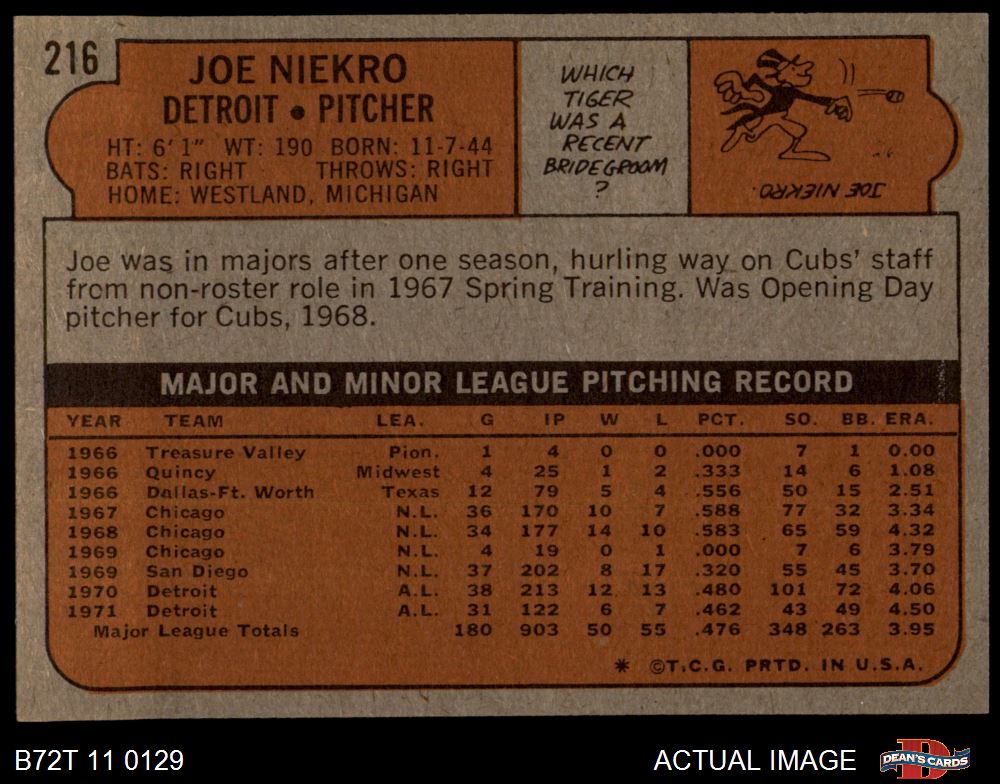 216
JOE NIEKRO
DETROIT • PITCHER
HT: 6' 1" WT: 190 BORN: 11-7-44
BATS: RIGHT THROWS: RIGHT
HOME: WESTLAND, MICHIGAN
WHICH
TIGER
WAS A
RECENT
BRIDEGROOM
?
JOE NIEKRO.
Joe was in majors after one season, hurling way on Cubs' staff
from non-roster role in 1967 Spring Training. Was Opening Day
pitcher for Cubs, 1968.
MAJOR AND MINOR LEAGUE PITCHING RECORD
YEAR TEAM LEA. G IP W L PCT. SO. BB. ERA.
1966 Treasure Valley Pion. 1 4 0 0 .000 7 1 0.00
1966 Quincy Midwest 4 25 1 2 .333 14 6 1.08
1966 Dallas-Ft. Worth Texas 12 79 5 4 .556 50 15 2.51
1967 Chicago N.L. 36 170 10 7 .588 77 32 3.34
1968 Chicago N.L. 34 177 14 10 .583 65 59 4.32
1969 Chicago N.L. 4 19 0 1 .000 7 6 3.79
1969 San Diego N.L. 37 202 8 17 .320 55 45 3.70
1970 Detroit A.L. 38 213 12 13 .480 101 72 4.06
1971 Detroit A.L. 31 122 6 7 .462 43 49 4.50
Major League Totals 180 903 50 55 .476 348 263 3.95
* ©T.C.G. PRTD. IN U.S.A.
B72T 11 0129 ACTUAL IMAGE
D
DEAN'S CARDS